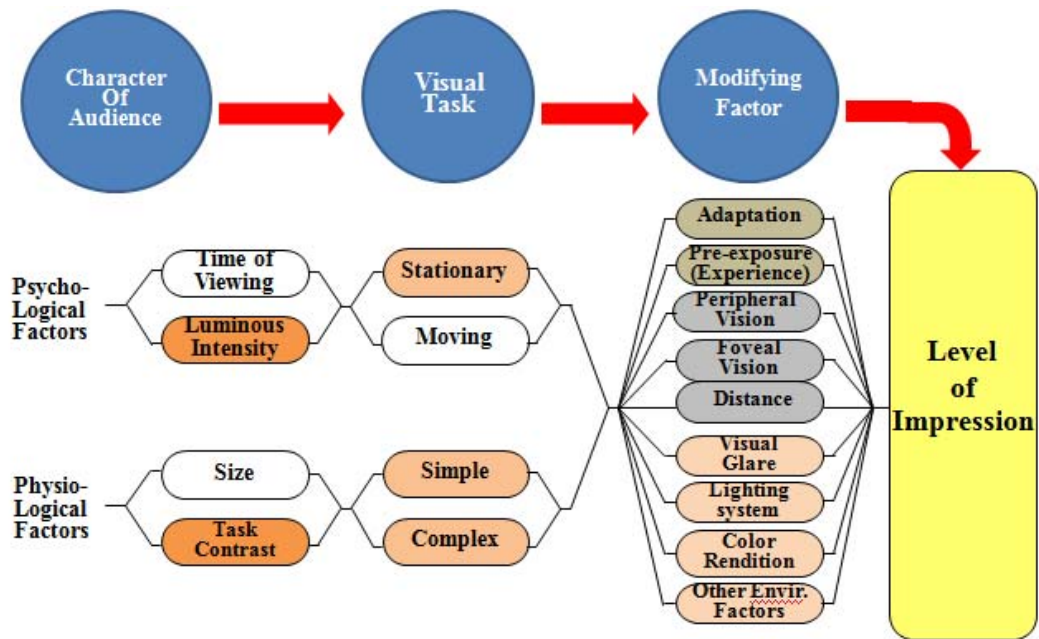 Character
Of
Audience
Visual
Task
Modifying
Factor
Psycho-
Logical
Factors
Time of
Viewing
Luminous
Intensity
Stationary
Moving
Physio-
Logical
Factors
Size
Task
Contrast
Simple
Complex
Adaptation
Pre-exposure
(Experience)
Peripheral
Vision
Foveal
Vision
Distance
Visual
Glare
Lighting
system
Color
Rendition
Other Envir.
Factors
Level
of
Impression